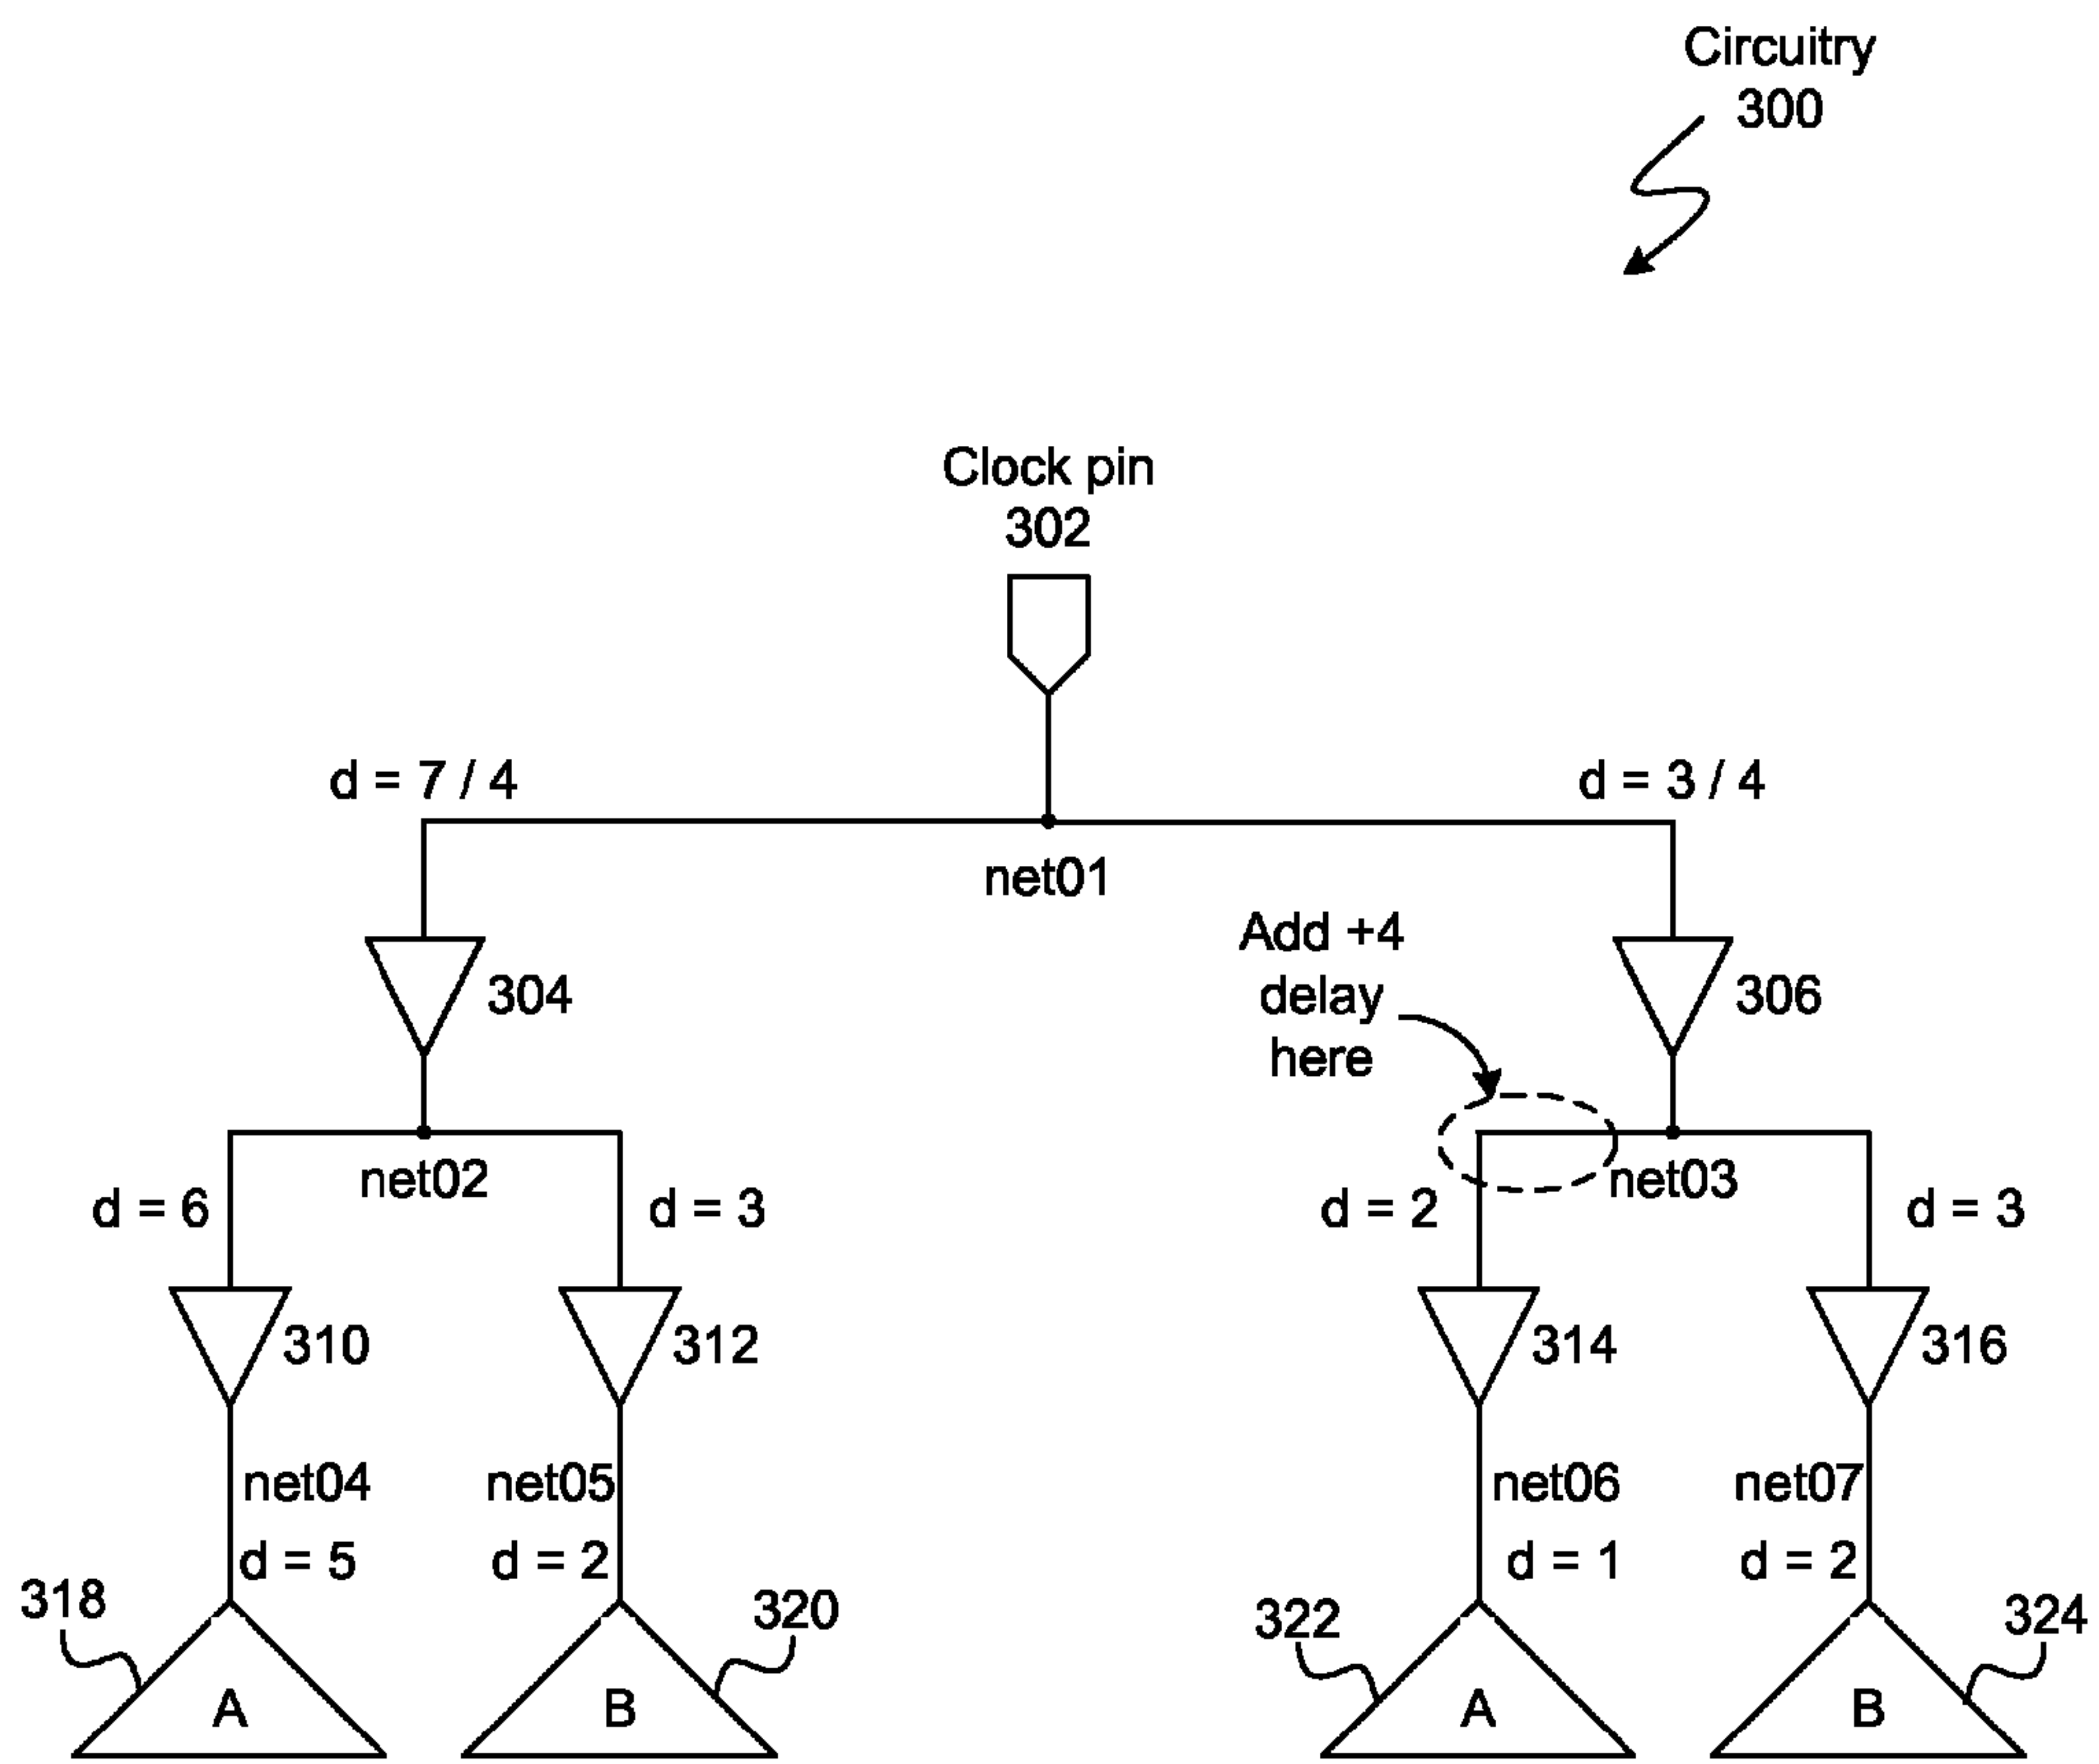 Circuitry
300
Clock pin
302
d = 7 / 4
d = 3 / 4
net01
Add +4
delay
here
304
306
net02
net03
d = 6
d = 3
d = 2
d = 3
310
312
314
316
net04
net05
net06
net07
d = 5
d = 2
d = 1
d = 2
318
320
322
324
A
B
A
B